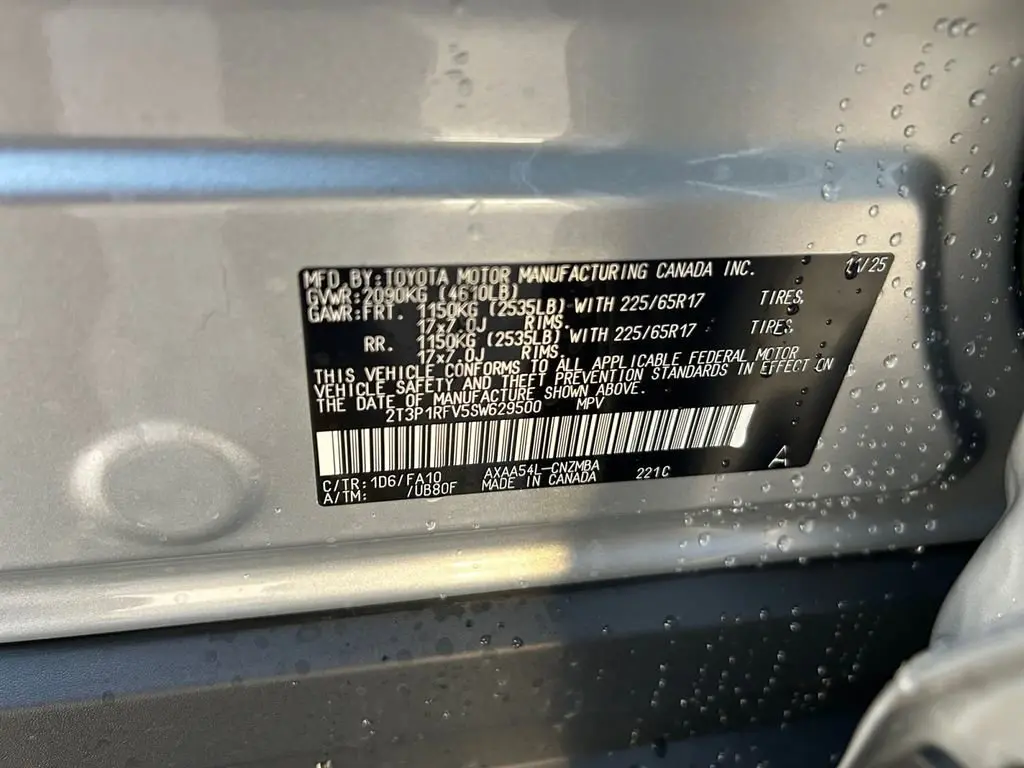 MFD.BY:TOYOTA MOTOR MANUFACTURING CANADA INC. 11/25
GVWR:2090KG (4610LB)
GAWR:FRT. 1150KG (2535LB) WITH 225/65R17 TIRES,
17x7.0J RIMS.
RR. 1150KG (2535LB) WITH 225/65R17 TIRES,
17x7.0J RIMS.
THIS VEHICLE CONFORMS TO ALL APPLICABLE FEDERAL MOTOR
VEHICLE SAFETY AND THEFT PREVENTION STANDARDS IN EFFECT ON
THE DATE OF MANUFACTURE SHOWN ABOVE.
2T3P1RFV5SW629500 MPV
C/TR:1D6/FA10 AXAA54L-CNZMBA 221C A
A/TM: /UB80F MADE IN CANADA